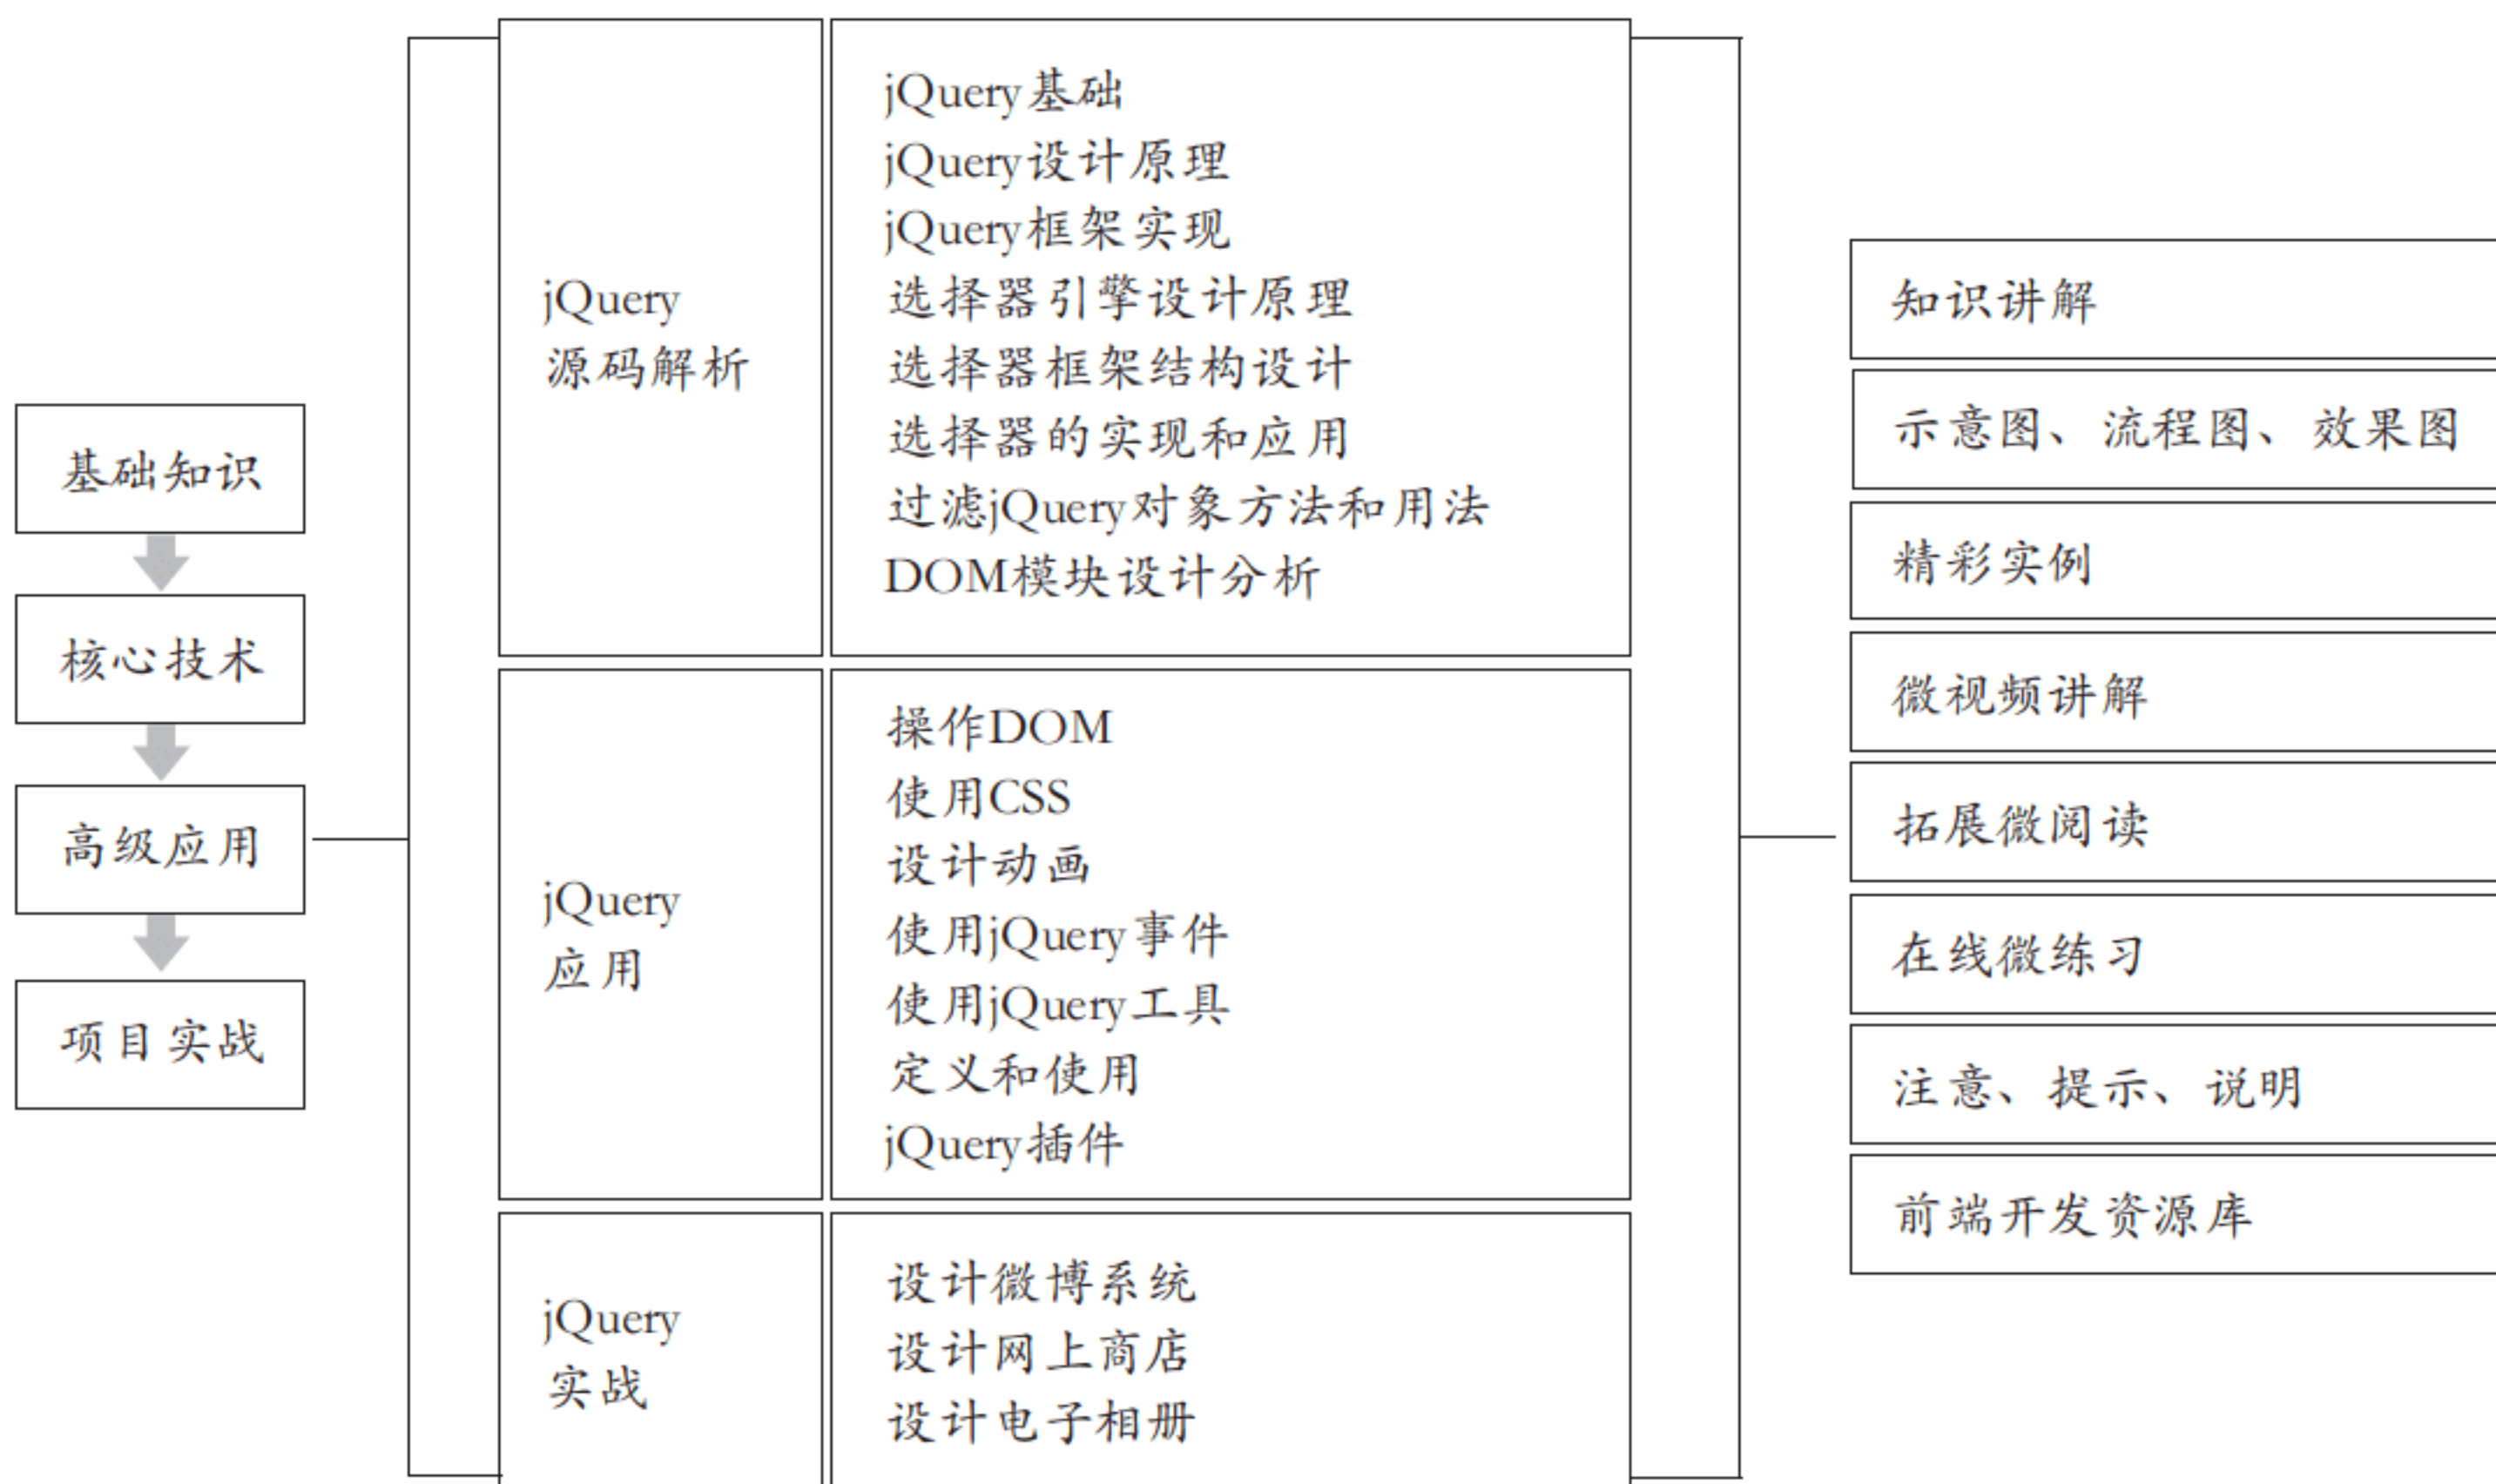 基础知识
核心技术
高级应用
项目实战
jQuery
源码解析
jQuery基础
jQuery设计原理
jQuery框架实现
选择器引擎设计原理
选择器框架结构设计
选择器的实现和应用
过滤jQuery对象方法和用法
DOM模块设计分析
jQuery
应用
操作DOM
使用CSS
设计动画
使用jQuery事件
使用jQuery工具
定义和使用
jQuery插件
jQuery
实战
设计微博系统
设计网上商店
设计电子相册
知识讲解
示意图、流程图、效果图
精彩实例
微视频讲解
拓展微阅读
在线微练习
注意、提示、说明
前端开发资源库